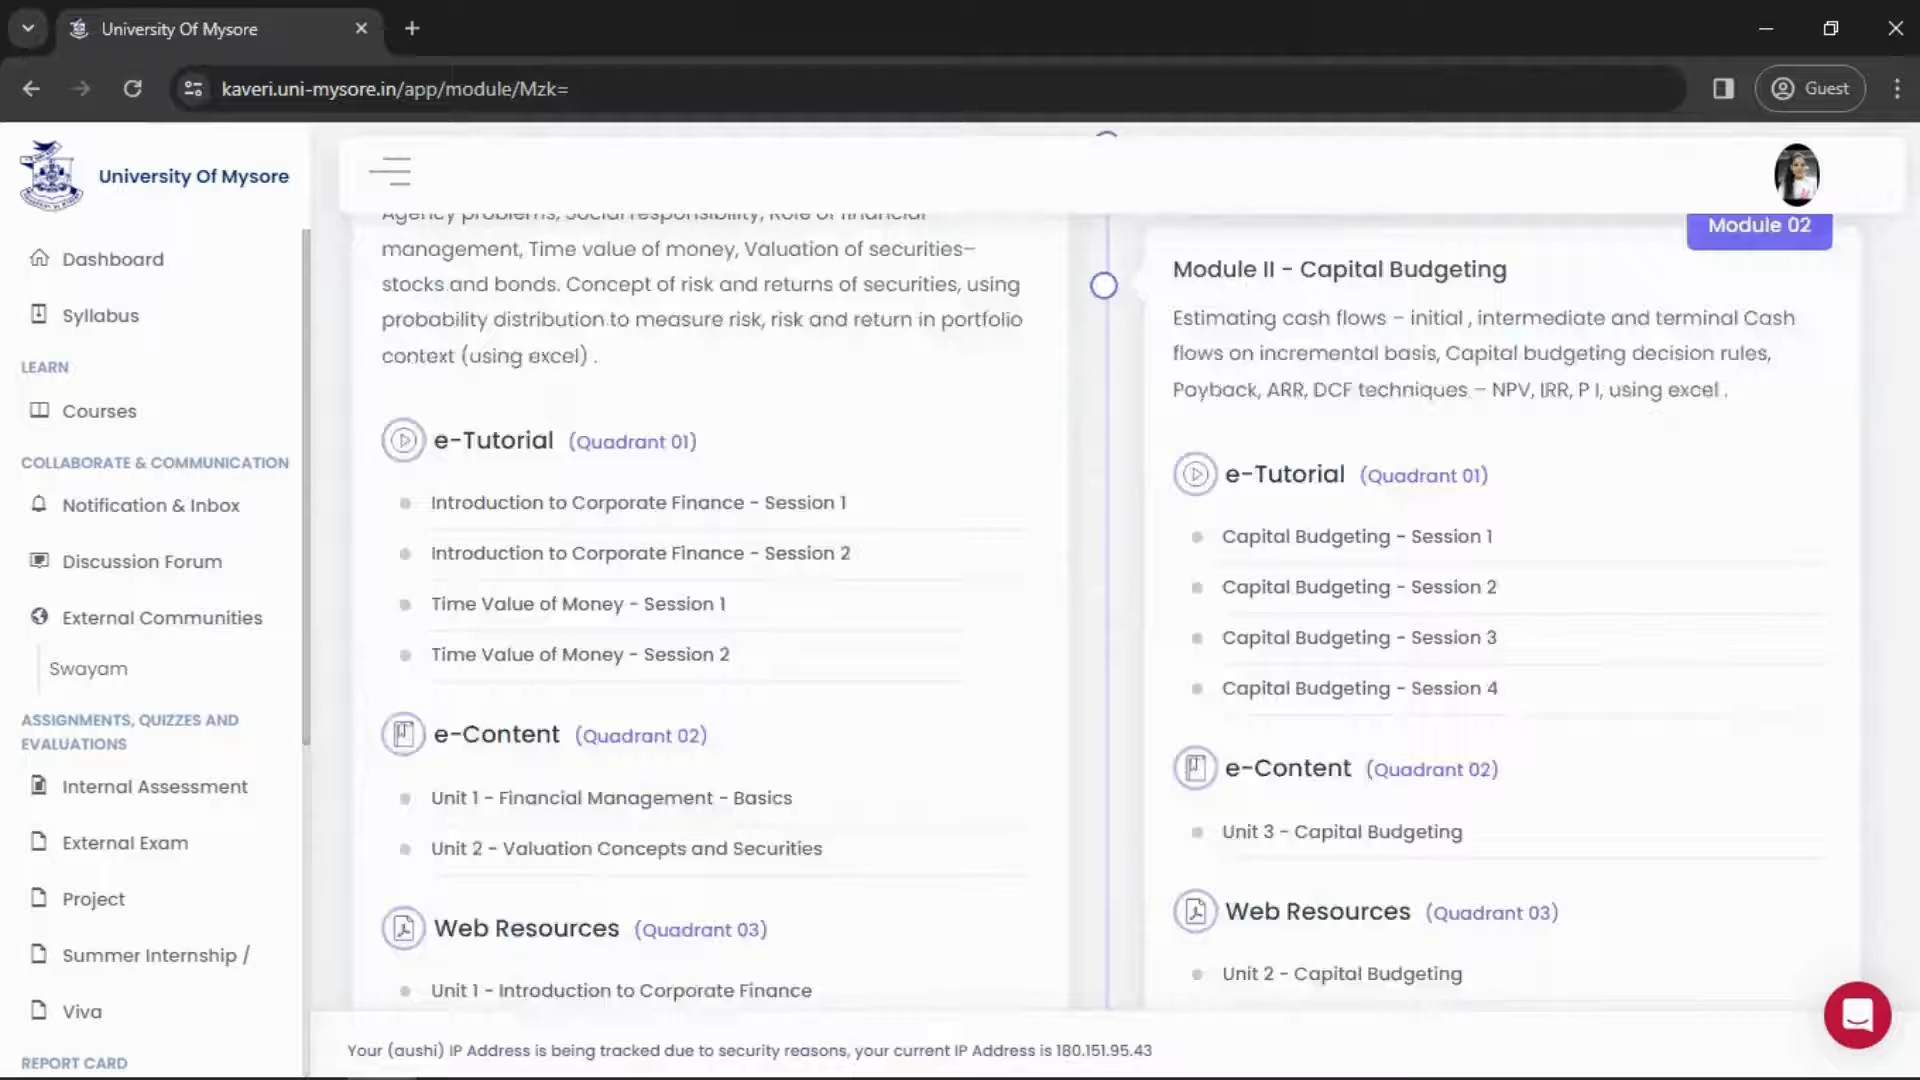 University Of Mysore
kaveri.uni-mysore.in/app/module/Mzk=
Guest
University Of Mysore
Dashboard
Syllabus
LEARN
Courses
COLLABORATE & COMMUNICATION
Notification & Inbox
Discussion Forum
External Communities
Swayam
ASSIGNMENTS, QUIZZES AND
EVALUATIONS
Internal Assessment
External Exam
Project
Summer Internship /
Viva
REPORT CARD
Agency problems, Social responsibility, Role of financial
management, Time value of money, Valuation of securities–
stocks and bonds. Concept of risk and returns of securities, using
probability distribution to measure risk, risk and return in portfolio
context (using excel) .
e-Tutorial (Quadrant 01)
Introduction to Corporate Finance - Session 1
Introduction to Corporate Finance - Session 2
Time Value of Money - Session 1
Time Value of Money - Session 2
e-Content (Quadrant 02)
Unit 1 - Financial Management - Basics
Unit 2 - Valuation Concepts and Securities
Web Resources (Quadrant 03)
Unit 1 - Introduction to Corporate Finance
Module 02
Module II - Capital Budgeting
Estimating cash flows – initial , intermediate and terminal Cash
flows on incremental basis, Capital budgeting decision rules,
Payback, ARR, DCF techniques – NPV, IRR, P I, using excel .
e-Tutorial (Quadrant 01)
Capital Budgeting - Session 1
Capital Budgeting - Session 2
Capital Budgeting - Session 3
Capital Budgeting - Session 4
e-Content (Quadrant 02)
Unit 3 - Capital Budgeting
Web Resources (Quadrant 03)
Unit 2 - Capital Budgeting
Your (aushi) IP Address is being tracked due to security reasons, your current IP Address is 180.151.95.43